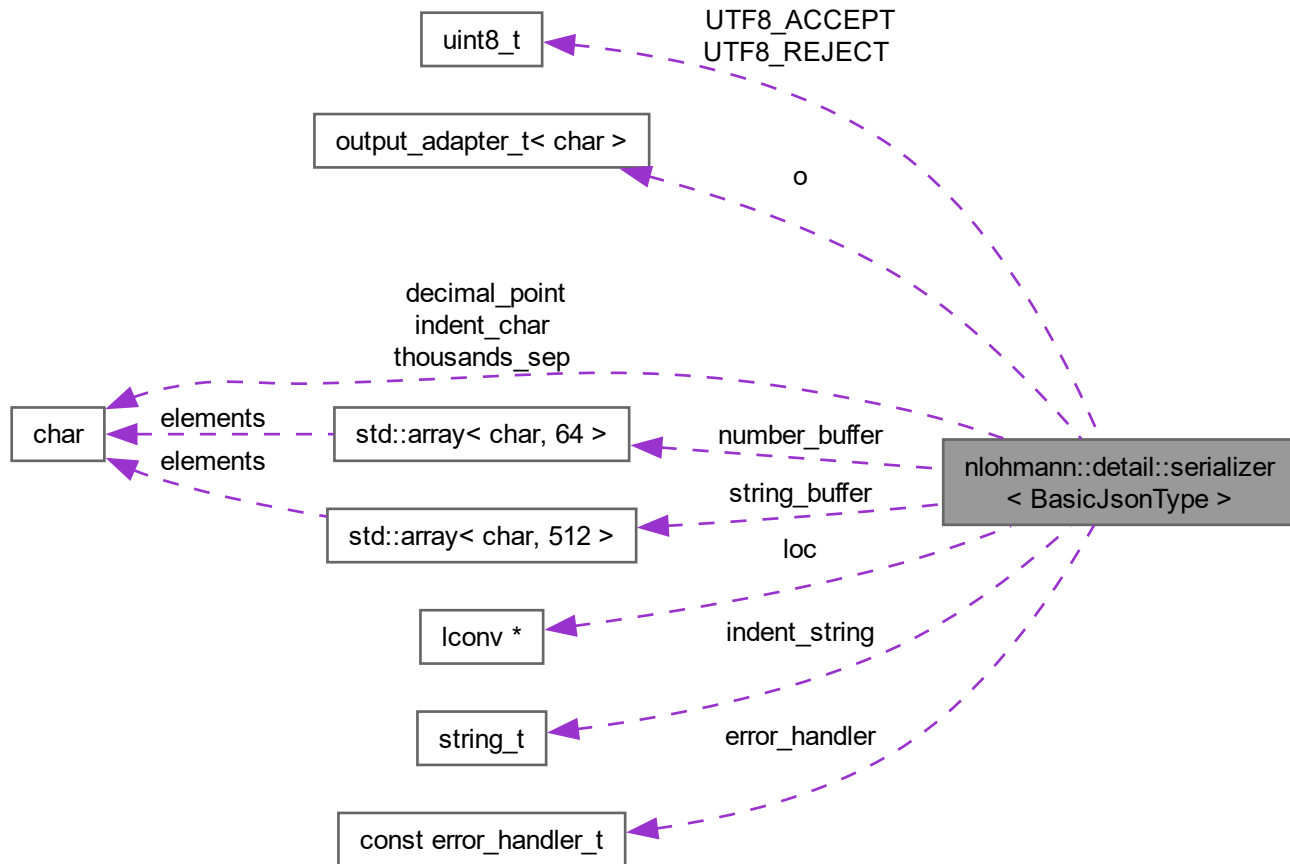 UTF8_ACCEPT
UTF8_REJECT
uint8_t
output_adapter_t< char >
o
decimal_point
indent_char
thousands_sep
char
elements
elements
std::array< char, 64 >
number_buffer
nlohmann::detail::serializer
< BasicJsonType >
string_buffer
std::array< char, 512 >
loc
lconv *
indent_string
string_t
error_handler
const error_handler_t